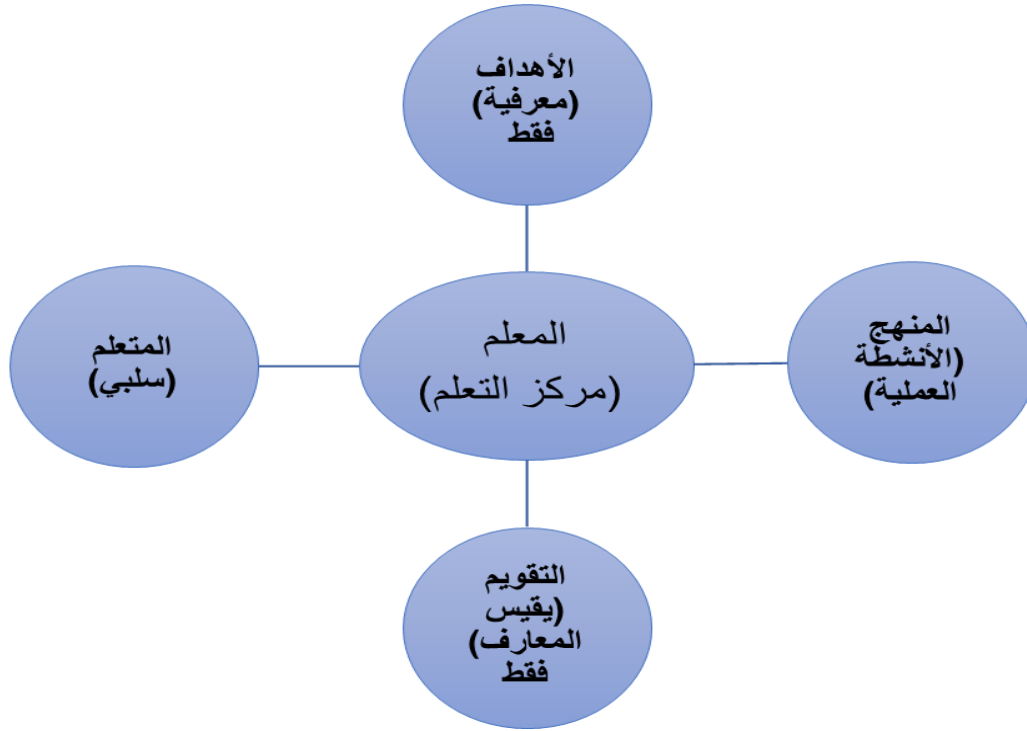 الأهداف
(معرفية)
فقط
المنهج
(الأنشطة
العملية)
المعلم
(مركز التعلم)
المتعلم
(سلبي)
التقويم
(يقيس
المعارف)
فقط